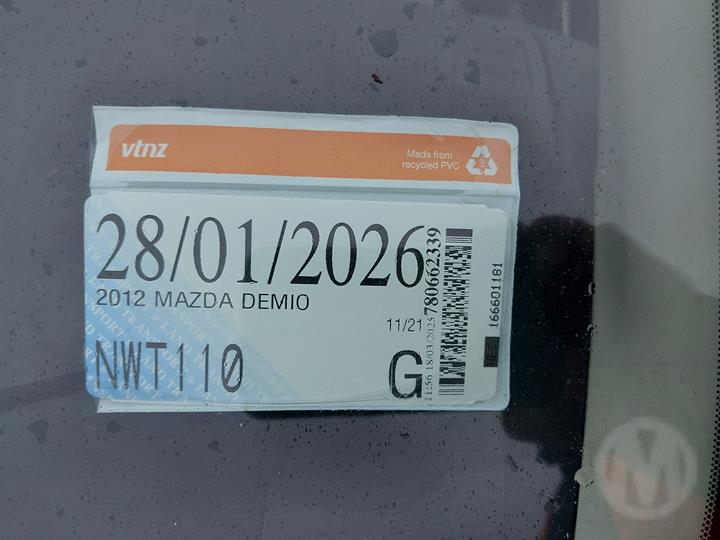 vtnz
Made from
recycled PVC
3
28/01/2026
2012 MAZDA DEMIO
11/21
NWT110
G
11:56 18/03/2025
780662339
166601181
M